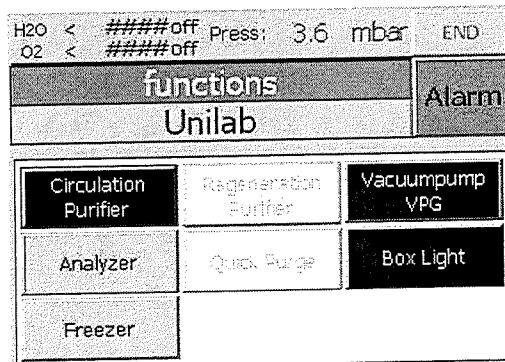 H2O < ####off Press: 3.6 mbar END
O2 < ####off
functions
Alarm
Unilab
Circulation Purifier
Regeneration Purifier
Vacuumpump VPG
Analyzer
Quick Purge
Box Light
Freezer